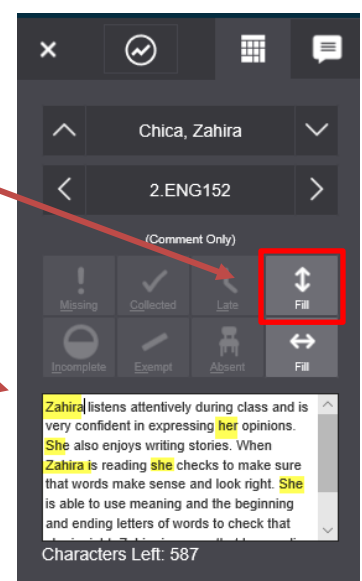 Chica, Zahira
2.ENG152
(Comment Only)
Missing Collected Late Fill
Incomplete Exempt Absent Fill
Zahira listens attentively during class and is
very confident in expressing her opinions.
She also enjoys writing stories. When
Zahira is reading she checks to make sure
that words make sense and look right. She
is able to use meaning and the beginning
and ending letters of words to check that
Characters Left: 587